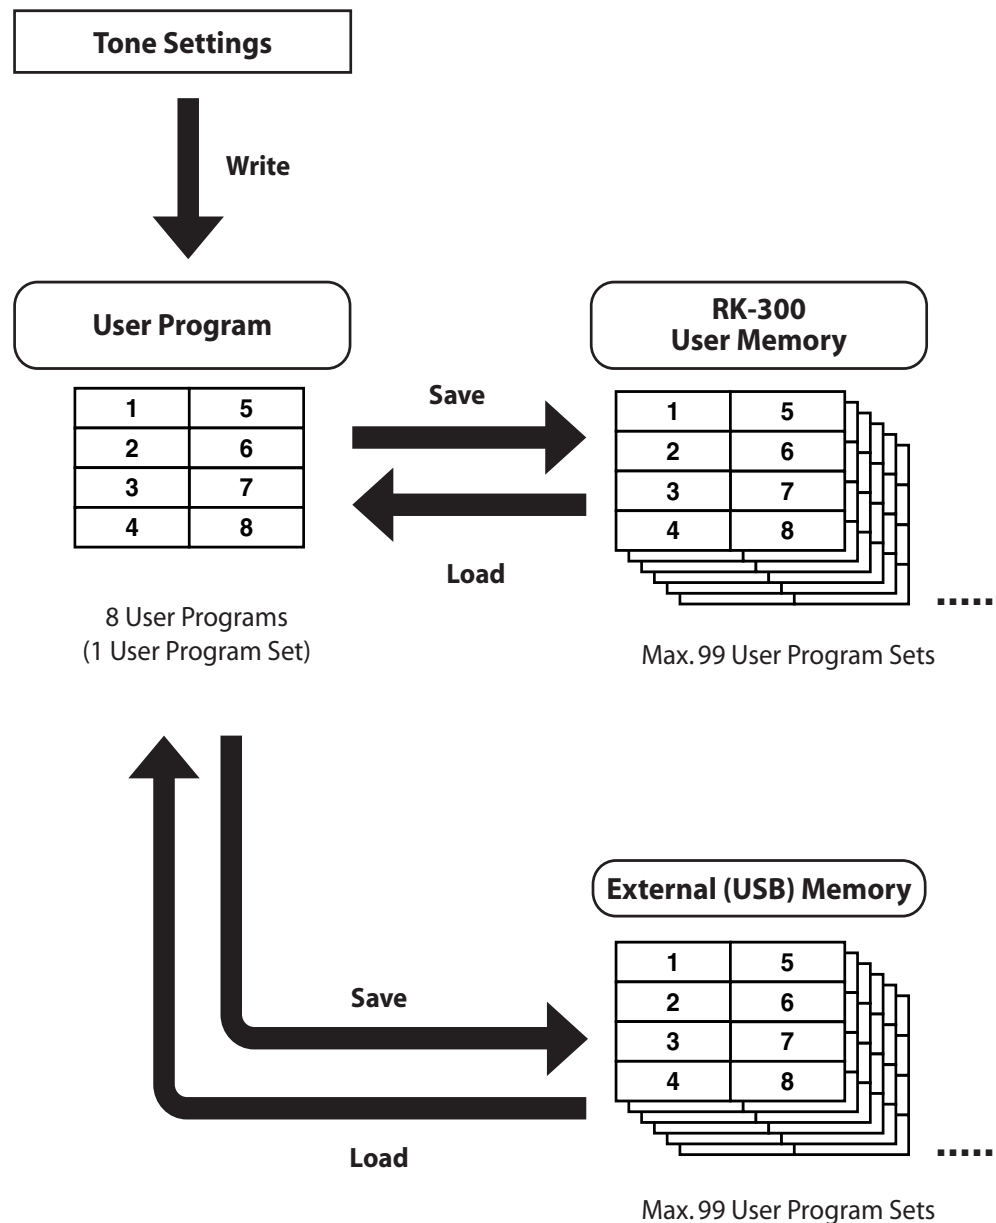 Tone Settings
Write
User Program
1 5
2 6
3 7
4 8
8 User Programs
(1 User Program Set)
Save
Load
RK-300
User Memory
1 5
2 6
3 7
4 8
.....
Max. 99 User Program Sets
Save
Load
External (USB) Memory
1 5
2 6
3 7
4 8
.....
Max. 99 User Program Sets